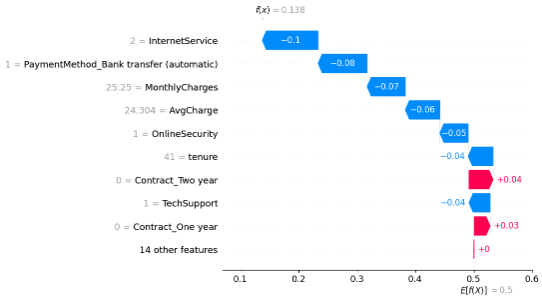 f(x) = 0.138
2 = InternetService −0.1
1 = PaymentMethod_Bank transfer (automatic) −0.08
25.25 = MonthlyCharges −0.07
24.304 = AvgCharge −0.06
1 = OnlineSecurity −0.05
41 = tenure −0.04
0 = Contract_Two year +0.04
1 = TechSupport −0.04
0 = Contract_One year +0.03
14 other features +0
0.1 0.2 0.3 0.4 0.5 0.6
E[f(X)] = 0.5